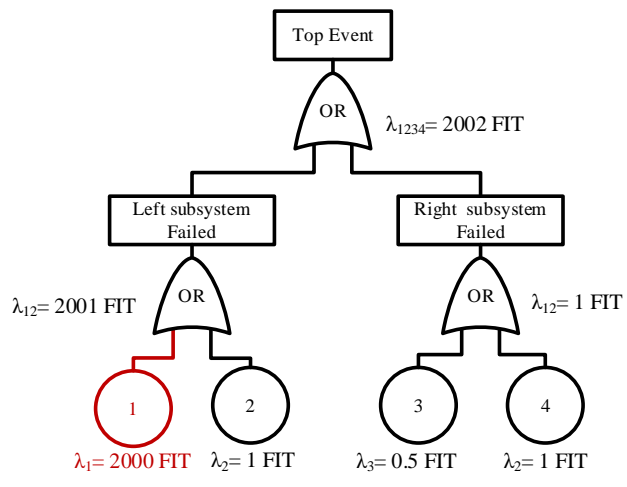 Top Event
OR
λ1234= 2002 FIT
Left subsystem
Failed
Right subsystem
Failed
λ12= 2001 FIT
OR
OR
λ12= 1 FIT
1
2
3
4
λ1= 2000 FIT
λ2= 1 FIT
λ3= 0.5 FIT
λ2= 1 FIT